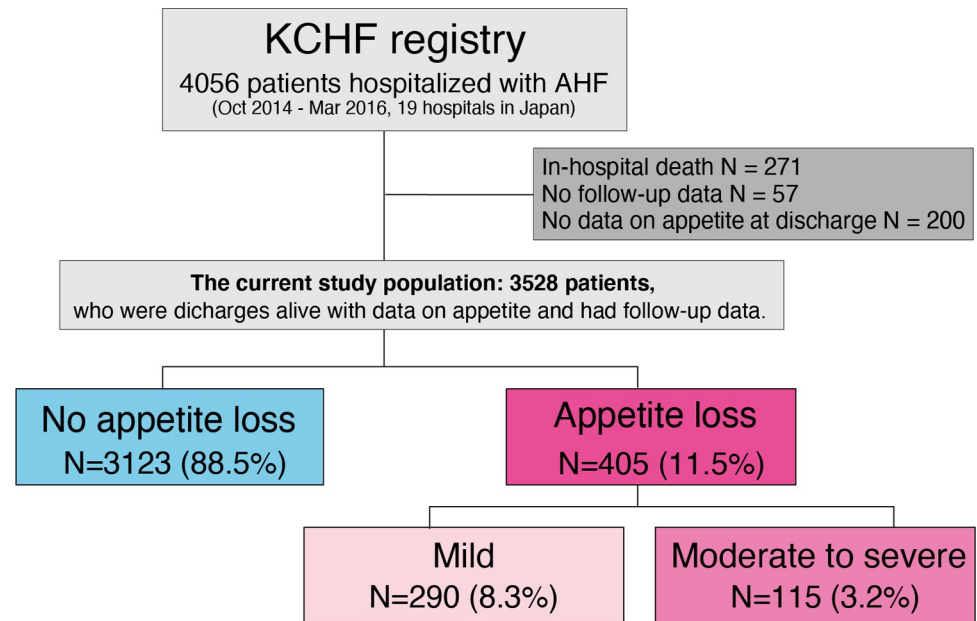 KCHF registry
4056 patients hospitalized with AHF
(Oct 2014 - Mar 2016, 19 hospitals in Japan)
In-hospital death N = 271
No follow-up data N = 57
No data on appetite at discharge N = 200
The current study population: 3528 patients,
who were dicharges alive with data on appetite and had follow-up data.
No appetite loss
N=3123 (88.5%)
Appetite loss
N=405 (11.5%)
Mild
N=290 (8.3%)
Moderate to severe
N=115 (3.2%)